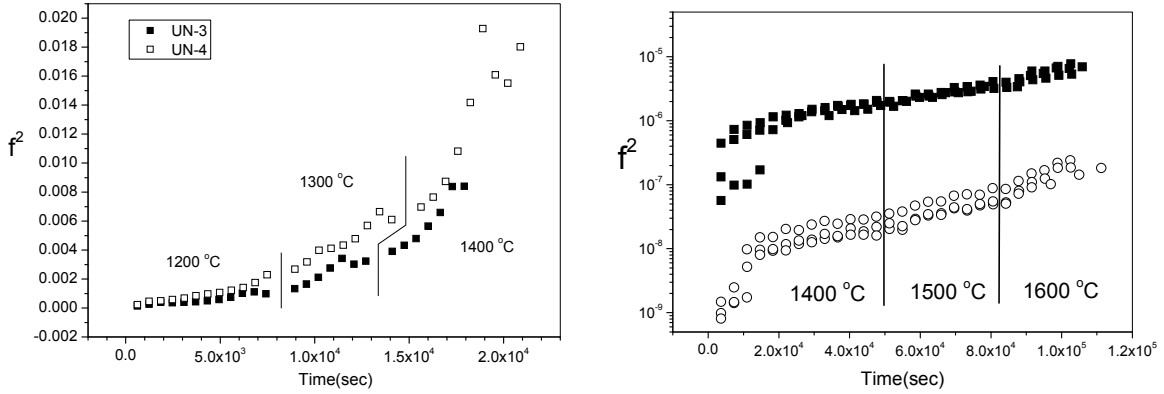 0.020
0.018
0.016
0.014
0.012
0.010
0.008
0.006
0.004
0.002
0.000
-0.002
f²
UN-3
UN-4
1200 °C
1300 °C
1400 °C
0.0
5.0x10³
1.0x10⁴
1.5x10⁴
2.0x10⁴
Time(sec)
10⁻⁵
10⁻⁶
10⁻⁷
10⁻⁸
10⁻⁹
f²
1400 °C
1500 °C
1600 °C
0.0
2.0x10⁴
4.0x10⁴
6.0x10⁴
8.0x10⁴
1.0x10⁵
1.2x10⁵
Time(sec)